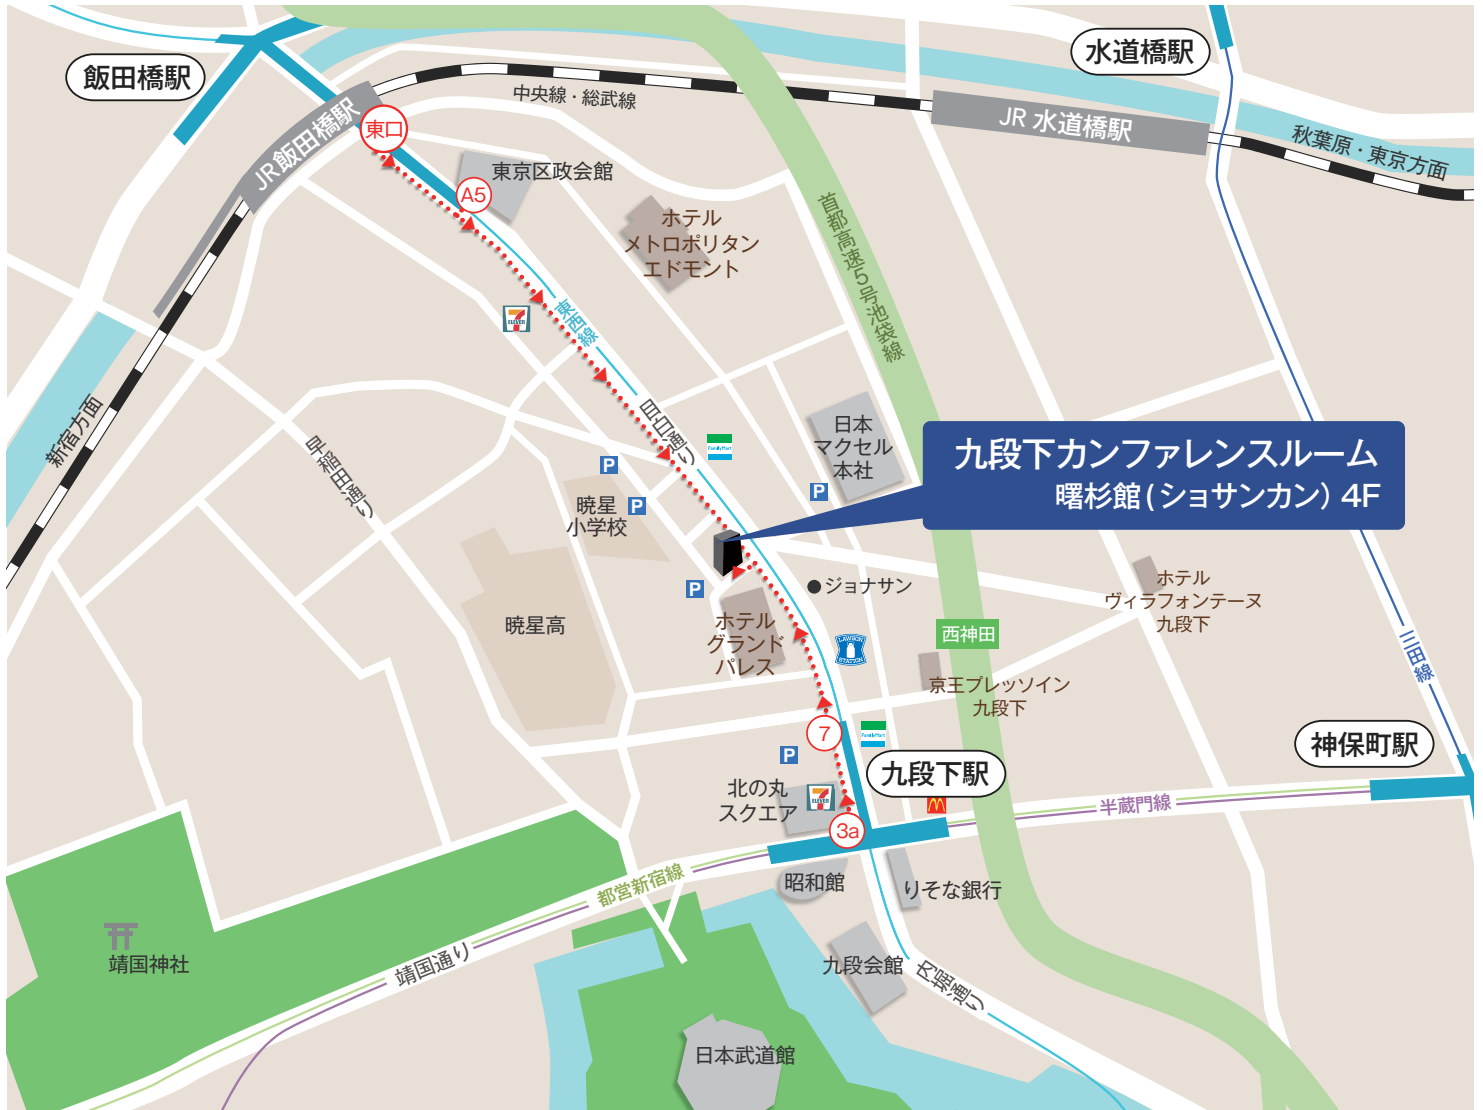 飯田橋駅
水道橋駅
中央線・総武線
JR飯田橋駅
東口
JR 水道橋駅
秋葉原・東京方面
東京区政会館
A5
ホテル
メトロポリタン
エドモント
首都高速5号池袋線
7
ELEVEN
東西線
新宿方面
早稲田通り
目白通り
FamilyMart
日本
マクセル
本社
九段下カンファレンスルーム
曙杉館(ショサンカン) 4F
P
P
P
暁星
小学校
P
ジョナサン
ホテル
ヴィラフォンテーヌ
九段下
暁星高
ホテル
グランド
パレス
LAWSON
STATION
西神田
京王プレッソイン
九段下
三田線
7
FamilyMart
P
九段下駅
神保町駅
北の丸
スクエア
7
ELEVEN
3a
半蔵門線
都営新宿線
昭和館
りそな銀行
靖国神社
靖国通り
九段会館
内堀通り
日本武道館